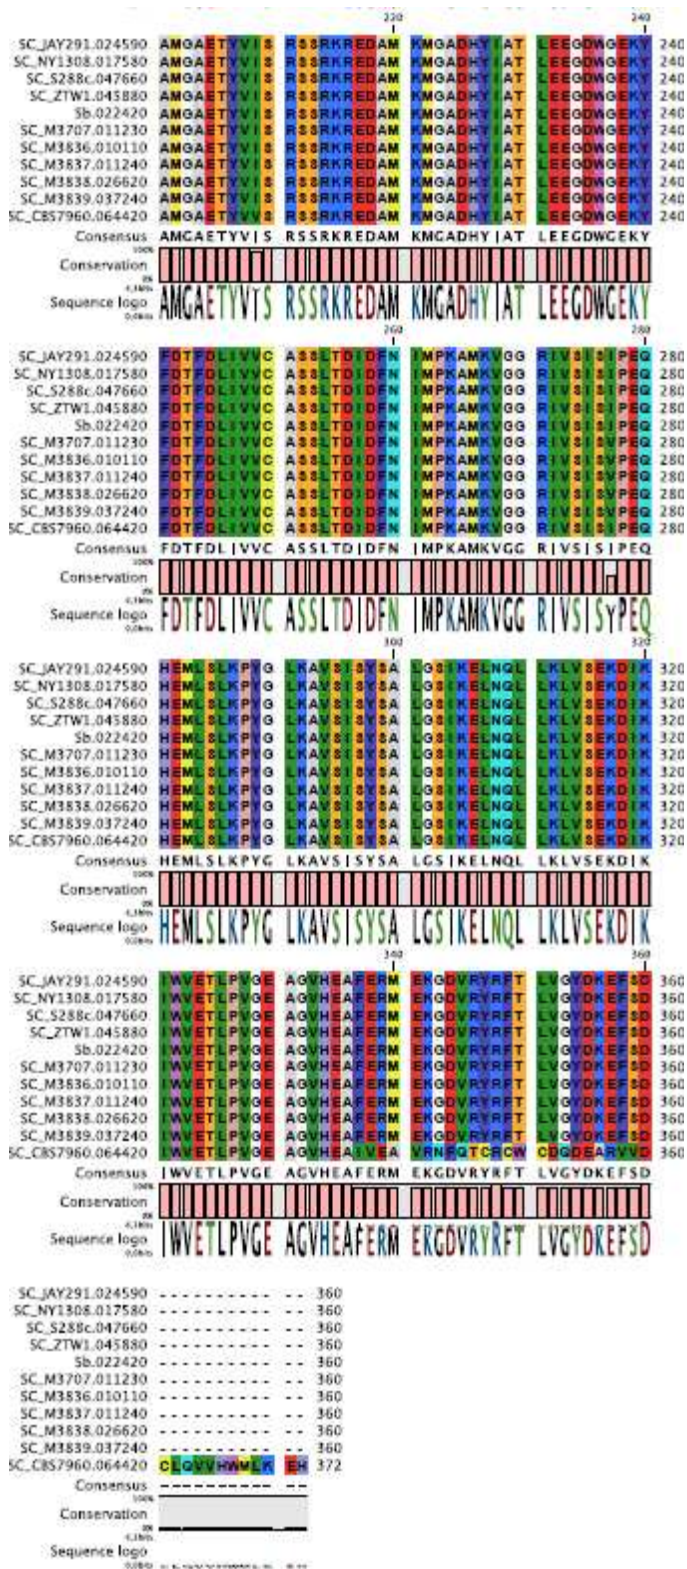 220 240
SC_JAY291.024590 AMGAETYVIS RSSRKREDAM KMGADHYIAT LEEGDWGEKY 240
SC_NY1308.017580 AMGAETYVIS RSSRKREDAM KMGADHYIAT LEEGDWGEKY 240
SC_S288c.047660 AMGAETYVIS RSSRKREDAM KMGADHYIAT LEEGDWGEKY 240
SC_ZTW1.045880 AMGAETYVIS RSSRKREDAM KMGADHYIAT LEEGDWGEKY 240
Sb.022420 AMGAETYVIS RSSRKREDAM KMGADHYIAT LEEGDWGEKY 240
SC_M3707.011230 AMGAETYVIS RSSRKREDAM KMGADHYIAT LEEGDWGEKY 240
SC_M3836.010110 AMGAETYVIS RSSRKREDAM KMGADHYIAT LEEGDWGEKY 240
SC_M3837.011240 AMGAETYVIS RSSRKREDAM KMGADHYIAT LEEGDWGEKY 240
SC_M3838.026620 AMGAETYVIS RSSRKREDAM KMGADHYIAT LEEGDWGEKY 240
SC_M3839.037240 AMGAETYVIS RSSRKREDAM KMGADHYIAT LEEGDWGEKY 240
SC_CBS7960.064420 AMGAETYVVS RSSRKREDAM KMGADHYIAT LEEGDWGEKY 240
Consensus AMGAETYVIS RSSRKREDAM KMGADHYIAT LEEGDWGEKY
100%
Conservation
0%
Sequence logo AMGAETYVIS RSSRKREDAM KMGADHYIAT LEEGDWGEKY
260 280
SC_JAY291.024590 FDTFDLIVVC ASSLTDIDFN IMPKAMKVGG RIVSISIPEQ 280
SC_NY1308.017580 FDTFDLIVVC ASSLTDIDFN IMPKAMKVGG RIVSISIPEQ 280
SC_S288c.047660 FDTFDLIVVC ASSLTDIDFN IMPKAMKVGG RIVSISIPEQ 280
SC_ZTW1.045880 FDTFDLIVVC ASSLTDIDFN IMPKAMKVGG RIVSISIPEQ 280
Sb.022420 FDTFDLIVVC ASSLTDIDFN IMPKAMKVGG RIVSISIPEQ 280
SC_M3707.011230 FDTFDLIVVC ASSLTDIDFN IMPKAMKVGG RIVSISVPEQ 280
SC_M3836.010110 FDTFDLIVVC ASSLTDIDFN IMPKAMKVGG RIVSISVPEQ 280
SC_M3837.011240 FDTFDLIVVC ASSLTDIDFN IMPKAMKVGG RIVSISVPEQ 280
SC_M3838.026620 FDTFDLIVVC ASSLTDIDFN IMPKAMKVGG RIVSISVPEQ 280
SC_M3839.037240 FDTFDLIVVC ASSLTDIDFN IMPKAMKVGG RIVSISVPEQ 280
SC_CBS7960.064420 FDTFDLIVVC ASSLTDIDFN IMPKAMKVGG RIVSISIPEQ 280
Consensus FDTFDLIVVC ASSLTDIDFN IMPKAMKVGG RIVSISIPEQ
100%
Conservation
0%
Sequence logo FDTFDLIVVC ASSLTDIDFN IMPKAMKVGG RIVSISVPEQ
300 320
SC_JAY291.024590 HEMLSLKPYG LKAVSISYSA LGSIKELNQL LKLVSEKDIK 320
SC_NY1308.017580 HEMLSLKPYG LKAVSISYSA LGSIKELNQL LKLVSEKDIK 320
SC_S288c.047660 HEMLSLKPYG LKAVSISYSA LGSIKELNQL LKLVSEKDIK 320
SC_ZTW1.045880 HEMLSLKPYG LKAVSISYSA LGSIKELNQL LKLVSEKDIK 320
Sb.022420 HEMLSLKPYG LKAVSISYSA LGSIKELNQL LKLVSEKDIK 320
SC_M3707.011230 HEMLSLKPYG LKAVSISYSA LGSIKELNQL LKLVSEKDIK 320
SC_M3836.010110 HEMLSLKPYG LKAVSISYSA LGSIKELNQL LKLVSEKDIK 320
SC_M3837.011240 HEMLSLKPYG LKAVSISYSA LGSIKELNQL LKLVSEKDIK 320
SC_M3838.026620 HEMLSLKPYG LKAVSISYSA LGSIKELNQL LKLVSEKDIK 320
SC_M3839.037240 HEMLSLKPYG LKAVSISYSA LGSIKELNQL LKLVSEKDIK 320
SC_CBS7960.064420 HEMLSLKPYG LKAVSISYSA LGSIKELNQL LKLVSEKDIK 320
Consensus HEMLSLKPYG LKAVSISYSA LGSIKELNQL LKLVSEKDIK
100%
Conservation
0%
Sequence logo HEMLSLKPYG LKAVSISYSA LGSIKELNQL LKLVSEKDIK
340 360
SC_JAY291.024590 IWVETLPVGE AGVHEAFERM EKGDVRYRFT LVGYDKEFSD 360
SC_NY1308.017580 IWVETLPVGE AGVHEAFERM EKGDVRYRFT LVGYDKEFSD 360
SC_S288c.047660 IWVETLPVGE AGVHEAFERM EKGDVRYRFT LVGYDKEFSD 360
SC_ZTW1.045880 IWVETLPVGE AGVHEAFERM EKGDVRYRFT LVGYDKEFSD 360
Sb.022420 IWVETLPVGE AGVHEAFERM EKGDVRYRFT LVGYDKEFSD 360
SC_M3707.011230 IWVETLPVGE AGVHEAFERM EKGDVRYRFT LVGYDKEFSD 360
SC_M3836.010110 IWVETLPVGE AGVHEAFERM EKGDVRYRFT LVGYDKEFSD 360
SC_M3837.011240 IWVETLPVGE AGVHEAFERM EKGDVRYRFT LVGYDKEFSD 360
SC_M3838.026620 IWVETLPVGE AGVHEAFERM EKGDVRYRFT LVGYDKEFSD 360
SC_M3839.037240 IWVETLPVGE AGVHEAFERM EKGDVRYRFT LVGYDKEFSD 360
SC_CBS7960.064420 IWVETLPVGE AGVHEAIVEA VRNFQTCRCW CDQDEARVVD 360
Consensus IWVETLPVGE AGVHEAFERM EKGDVRYRFT LVGYDKEFSD
100%
Conservation
0%
Sequence logo IWVETLPVGE AGVHEAFERM EKGDVRYRFT LVGYDKEFSD
SC_JAY291.024590 ---------- -- 360
SC_NY1308.017580 ---------- -- 360
SC_S288c.047660 ---------- -- 360
SC_ZTW1.045880 ---------- -- 360
Sb.022420 ---------- -- 360
SC_M3707.011230 ---------- -- 360
SC_M3836.010110 ---------- -- 360
SC_M3837.011240 ---------- -- 360
SC_M3838.026620 ---------- -- 360
SC_M3839.037240 ---------- -- 360
SC_CBS7960.064420 CLQVVHWMLK EH 372
Consensus ---------- --
100%
Conservation
0%
Sequence logo